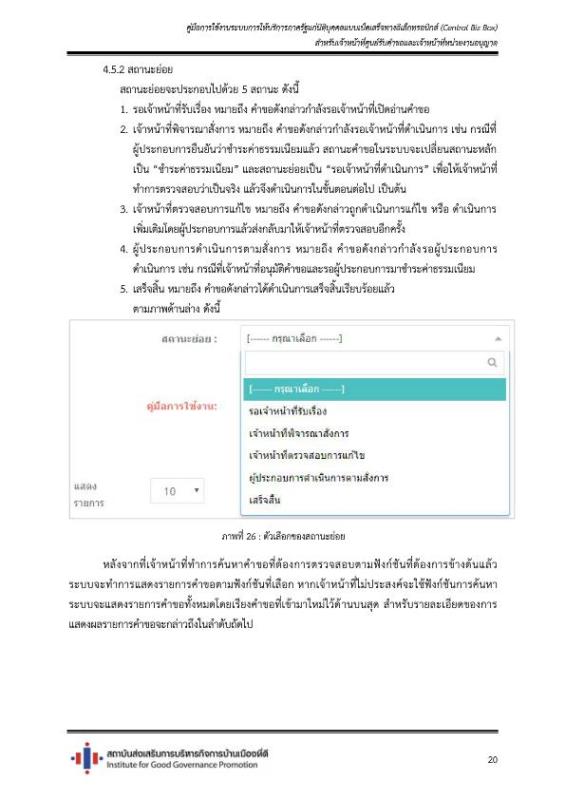 คู่มือการใช้งานระบบการให้บริการภาครัฐแก่นิติบุคคลแบบเบ็ดเสร็จทางอิเล็กทรอนิกส์ (Central Biz Box)
สำหรับเจ้าหน้าที่ศูนย์รับคำขอและเจ้าหน้าที่หน่วยงานอนุญาต
4.5.2 สถานะย่อย
สถานะย่อยจะประกอบไปด้วย 5 สถานะ ดังนี้
1. รอเจ้าหน้าที่รับเรื่อง หมายถึง คำขอดังกล่าวกำลังรอเจ้าหน้าที่เปิดอ่านคำขอ
2. เจ้าหน้าที่พิจารณาสั่งการ หมายถึง คำขอดังกล่าวกำลังรอเจ้าหน้าที่ดำเนินการ เช่น กรณีที่
ผู้ประกอบการยืนยันว่าชำระค่าธรรมเนียมแล้ว สถานะคำขอในระบบจะเปลี่ยนสถานะหลัก
เป็น “ชำระค่าธรรมเนียม” และสถานะย่อยเป็น “รอเจ้าหน้าที่ดำเนินการ” เพื่อให้เจ้าหน้าที่
ทำการตรวจสอบว่าเป็นจริง แล้วจึงดำเนินการในขั้นตอนต่อไป เป็นต้น
3. เจ้าหน้าที่ตรวจสอบการแก้ไข หมายถึง คำขอดังกล่าวถูกดำเนินการแก้ไข หรือ ดำเนินการ
เพิ่มเติมโดยผู้ประกอบการแล้วส่งกลับมาให้เจ้าหน้าที่ตรวจสอบอีกครั้ง
4. ผู้ประกอบการดำเนินการตามสั่งการ หมายถึง คำขอดังกล่าวกำลังรอผู้ประกอบการ
ดำเนินการ เช่น กรณีที่เจ้าหน้าที่อนุมัติคำขอและรอผู้ประกอบการมาชำระค่าธรรมเนียม
5. เสร็จสิ้น หมายถึง คำขอดังกล่าวได้ดำเนินการเสร็จสิ้นเรียบร้อยแล้ว
ตามภาพด้านล่าง ดังนี้
สถานะย่อย :
[------ กรุณาเลือก ------]
[------ กรุณาเลือก ------]
คู่มือการใช้งาน:
รอเจ้าหน้าที่รับเรื่อง
เจ้าหน้าที่พิจารณาสั่งการ
เจ้าหน้าที่ตรวจสอบการแก้ไข
ผู้ประกอบการดำเนินการตามสั่งการ
เสร็จสิ้น
แสดง
10
รายการ
ภาพที่ 26 : ตัวเลือกของสถานะย่อย
หลังจากที่เจ้าหน้าที่ทำการค้นหาคำขอที่ต้องการตรวจสอบตามฟังก์ชันที่ต้องการข้างต้นแล้ว
ระบบจะทำการแสดงรายการคำขอตามฟังก์ชันที่เลือก หากเจ้าหน้าที่ไม่ประสงค์จะใช้ฟังก์ชันการค้นหา
ระบบจะแสดงรายการคำขอทั้งหมดโดยเรียงคำขอที่เข้ามาใหม่ไว้ด้านบนสุด สำหรับรายละเอียดของการ
แสดงผลรายการคำขอจะกล่าวถึงในลำดับถัดไป
สถาบันส่งเสริมการบริหารกิจการบ้านเมืองที่ดี
Institute for Good Governance Promotion
20